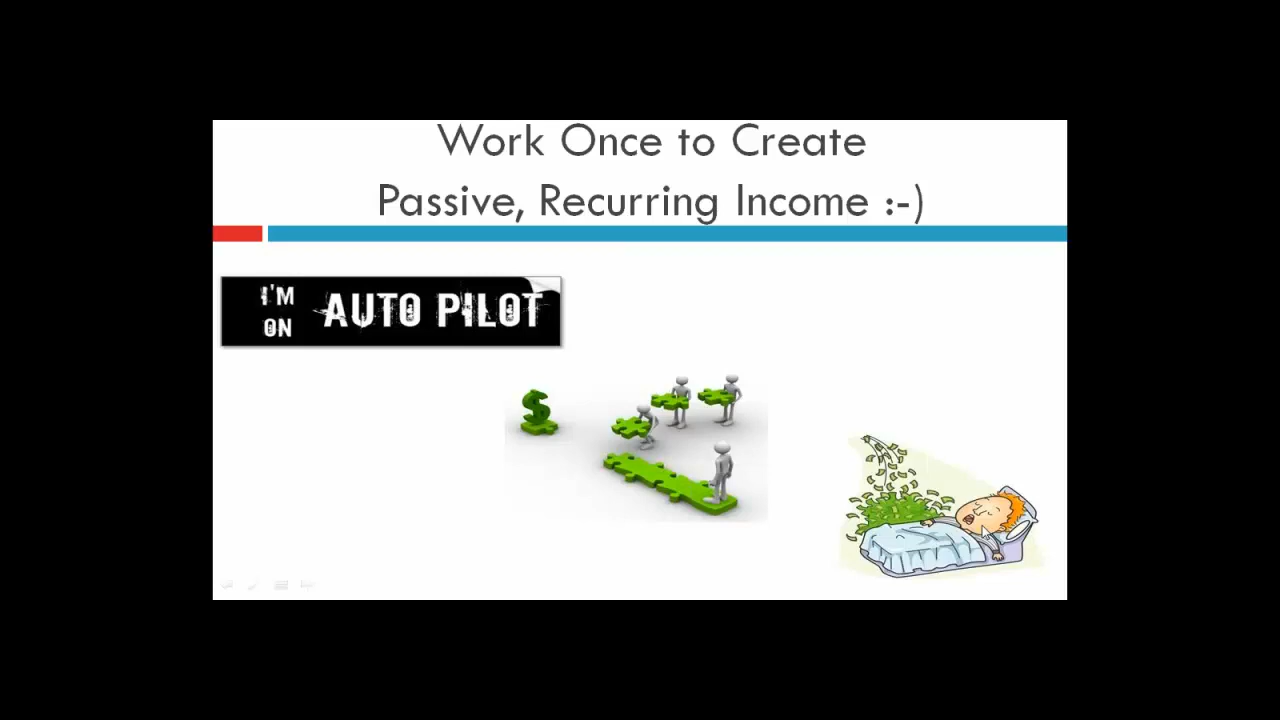 Work Once to Create
Passive, Recurring Income :-)
I'M
ON
AUTO PILOT
$